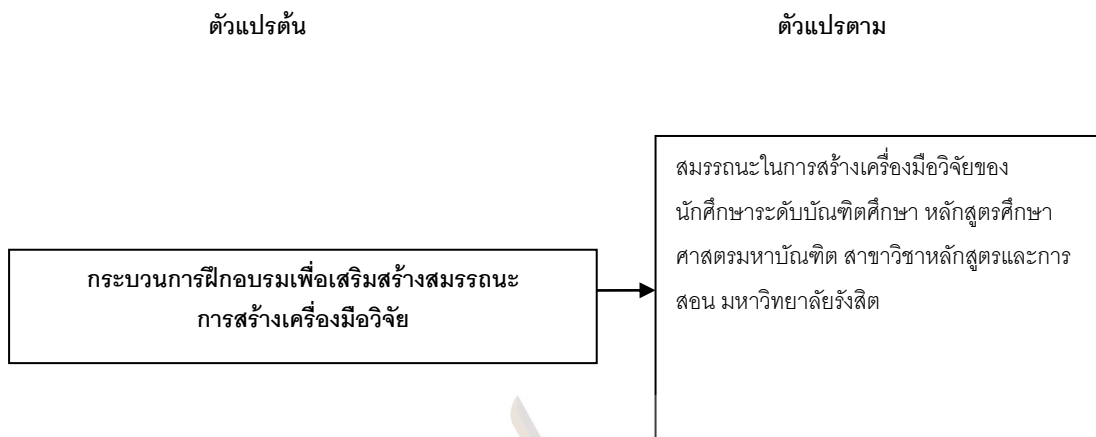 ตัวแปรต้น
ตัวแปรตาม
กระบวนการฝึกอบรมเพื่อเสริมสร้างสมรรถนะ
การสร้างเครื่องมือวิจัย
สมรรถนะในการสร้างเครื่องมือวิจัยของ
นักศึกษาระดับบัณฑิตศึกษา หลักสูตรศึกษา
ศาสตรมหาบัณฑิต สาขาวิชาหลักสูตรและการ
สอน มหาวิทยาลัยรังสิต